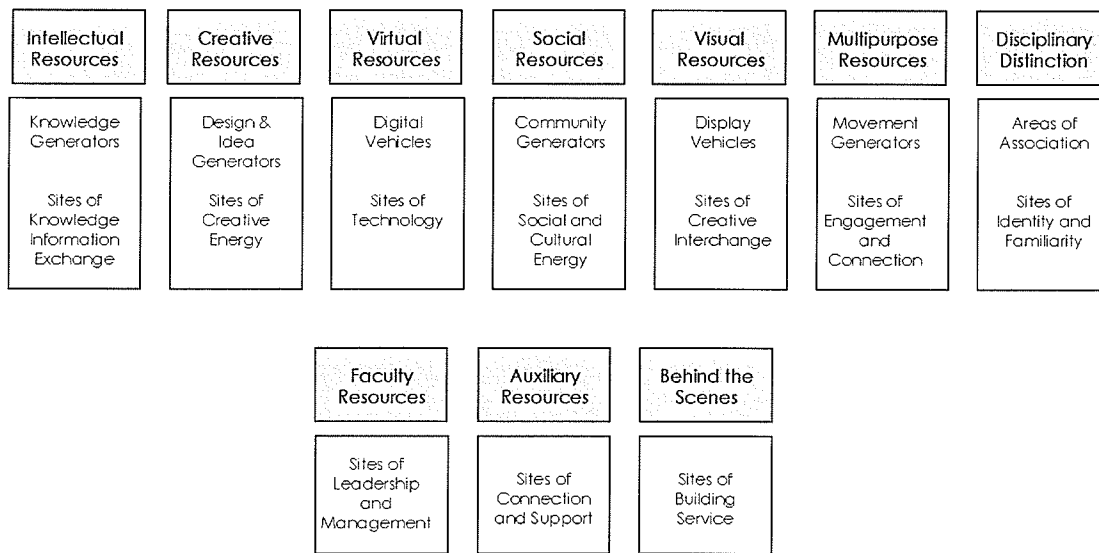 Intellectual
Resources
Creative
Resources
Virtual
Resources
Social
Resources
Visual
Resources
Multipurpose
Resources
Disciplinary
Distinction
Knowledge
Generators
Sites of
Knowledge
Information
Exchange
Design &
Idea
Generators
Sites of
Creative
Energy
Digital
Vehicles
Sites of
Technology
Community
Generators
Sites of
Social and
Cultural
Energy
Display
Vehicles
Sites of
Creative
Interchange
Movement
Generators
Sites of
Engagement
and
Connection
Areas of
Association
Sites of
Identity and
Familiarity
Faculty
Resources
Auxiliary
Resources
Behind the
Scenes
Sites of
Leadership
and
Management
Sites of
Connection
and Support
Sites of
Building
Service